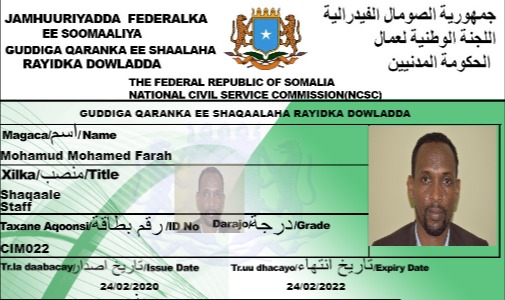 JAMHUURIYADDA FEDERALKA
EE SOOMAALIYA
GUDDIGA QARANKA EE SHAALAHA
RAYIDKA DOWLADDA
جمهورية الصومال الفيدرالية
اللجنة الوطنية لعمال
الحكومة المدنيين
THE FEDERAL REPUBLIC OF SOMALIA
NATIONAL CIVIL SERVICE COMMISSION(NCSC)
GUDDIGA QARANKA EE SHAQAALAHA RAYIDKA DOWLADDA
Magaca/أسم/Name
Mohamud Mohamed Farah
Xilka/منصب/Title
Shaqaale
Staff
Taxane Aqoonsi/رقم بطاقة/ID No Darajo/درجة/Grade
CIM022
Tr.la daabacay/تاريخ اصدار/Issue Date Tr.uu dhacayo/تاريخ انتهاء/Expiry Date
24/02/2020 24/02/2022